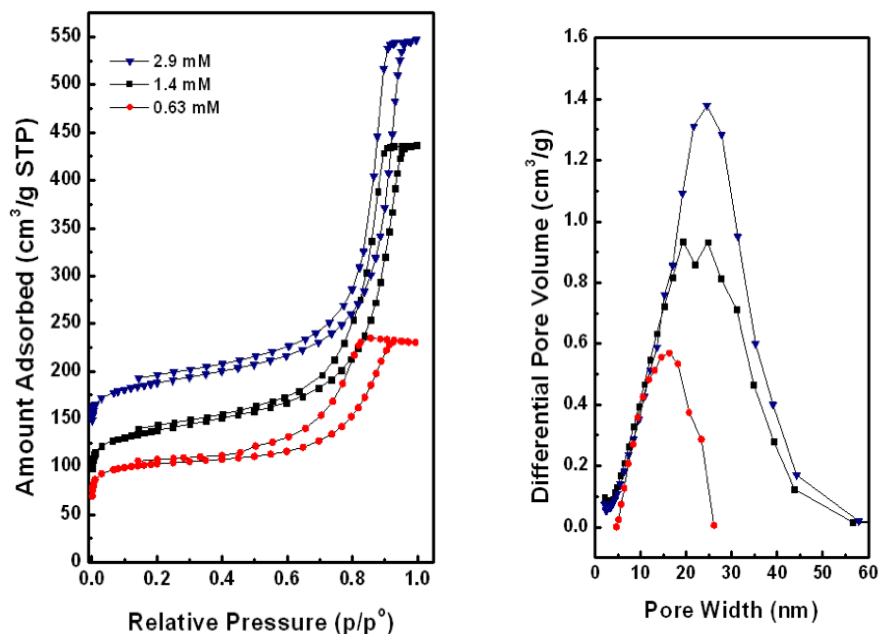 Amount Adsorbed (cm³/g STP)
550
500
450
400
350
300
250
200
150
100
50
0
2.9 mM
1.4 mM
0.63 mM
0.0 0.2 0.4 0.6 0.8 1.0
Relative Pressure (p/p°)
Differential Pore Volume (cm³/g)
1.6
1.4
1.2
1.0
0.8
0.6
0.4
0.2
0.0
0 10 20 30 40 50 60
Pore Width (nm)